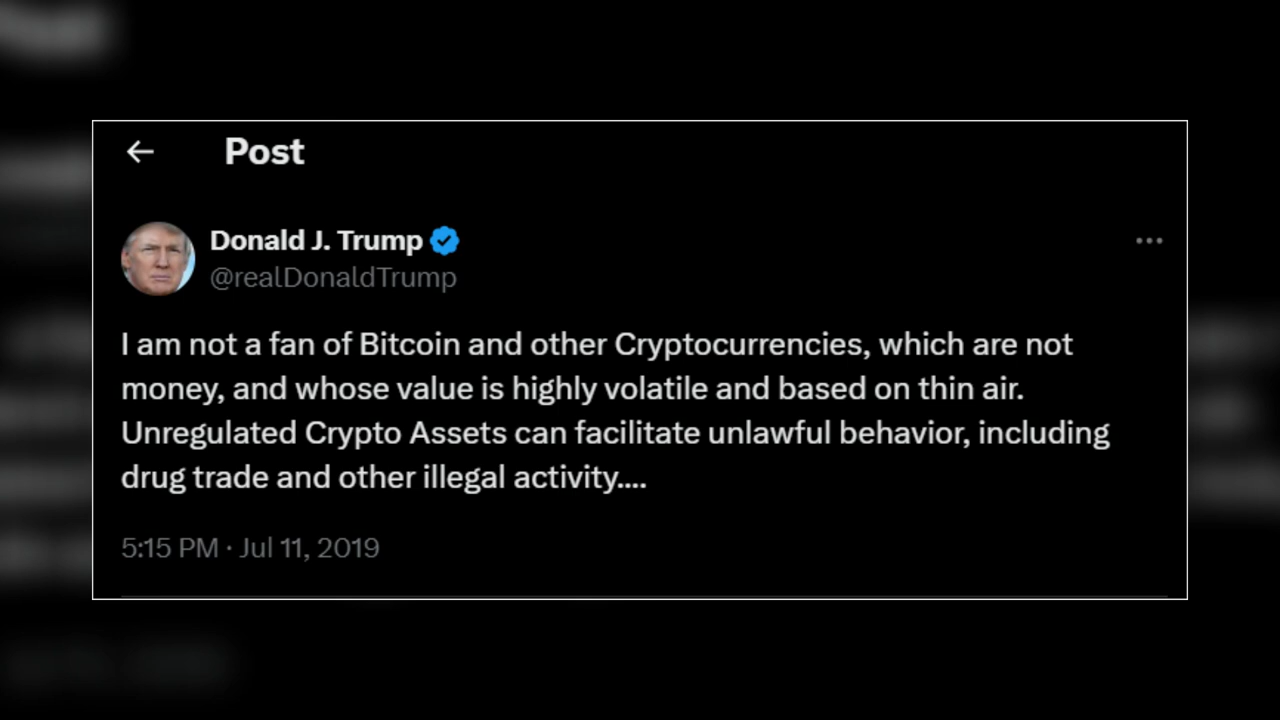 Post
Donald J. Trump
@realDonaldTrump
I am not a fan of Bitcoin and other Cryptocurrencies, which are not
money, and whose value is highly volatile and based on thin air.
Unregulated Crypto Assets can facilitate unlawful behavior, including
drug trade and other illegal activity....
5:15 PM · Jul 11, 2019